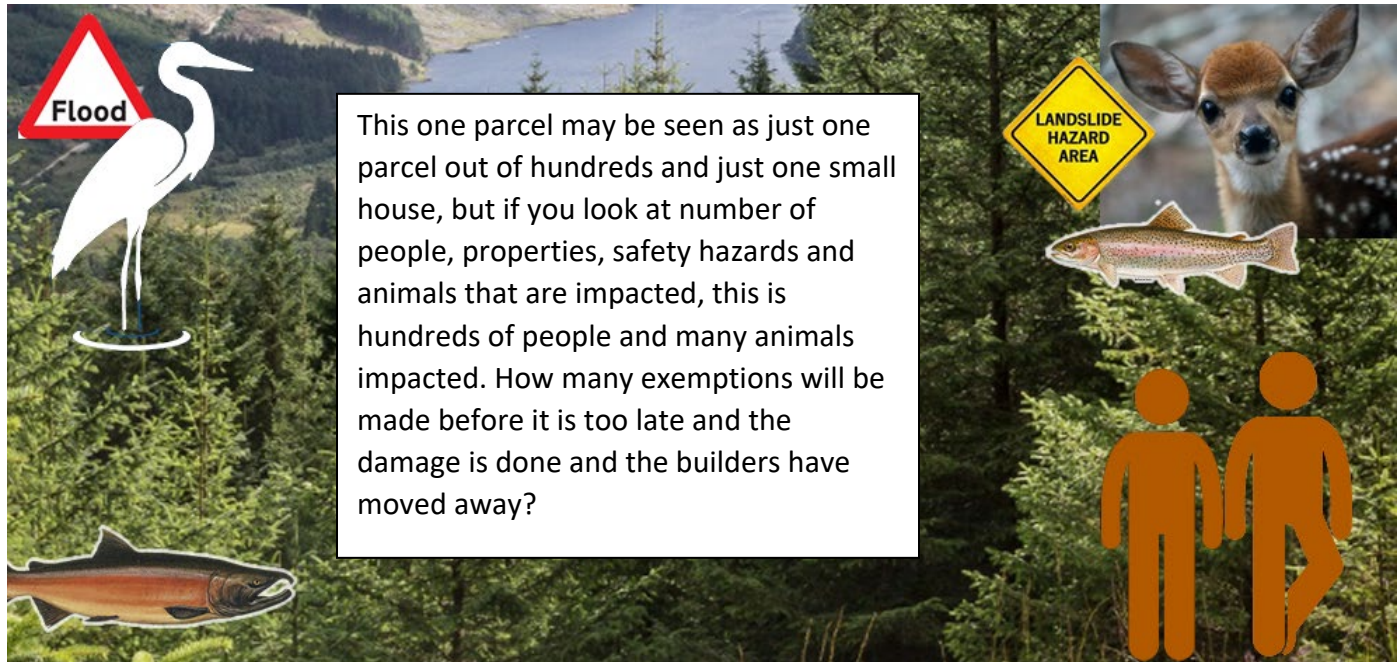 Flood
LANDSLIDE
HAZARD
AREA
This one parcel may be seen as just one
parcel out of hundreds and just one small
house, but if you look at number of
people, properties, safety hazards and
animals that are impacted, this is
hundreds of people and many animals
impacted. How many exemptions will be
made before it is too late and the
damage is done and the builders have
moved away?